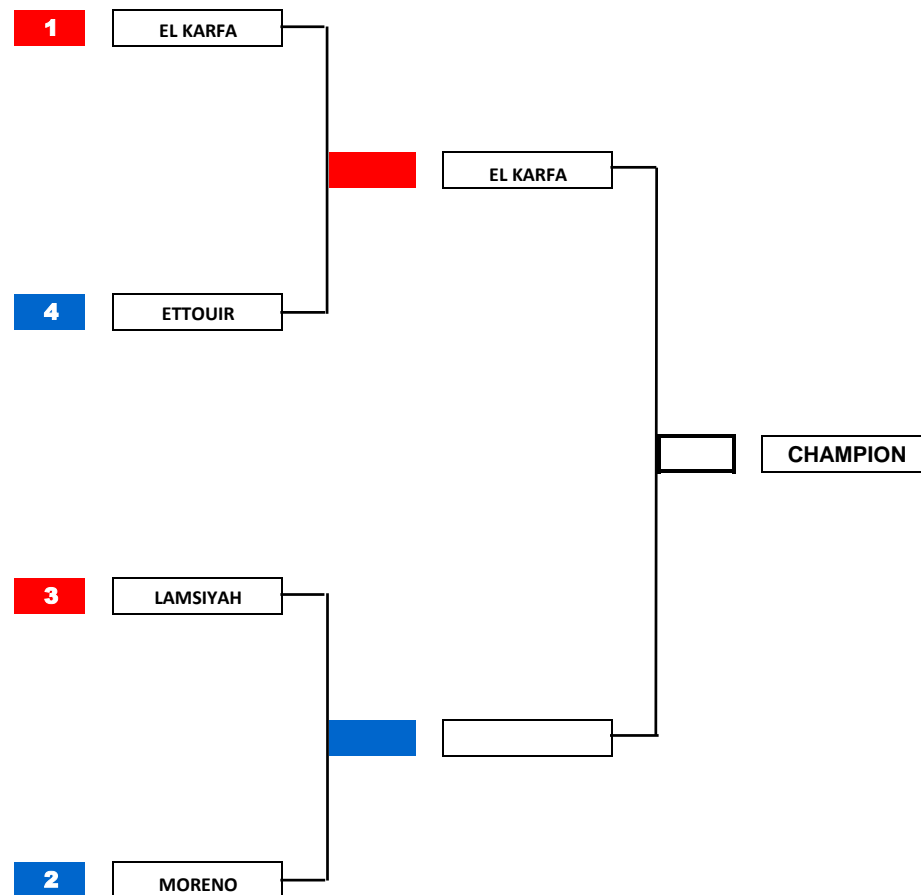 1 EL KARFA
EL KARFA
4 ETTOUIR
CHAMPION
3 LAMSIYAH
2 MORENO